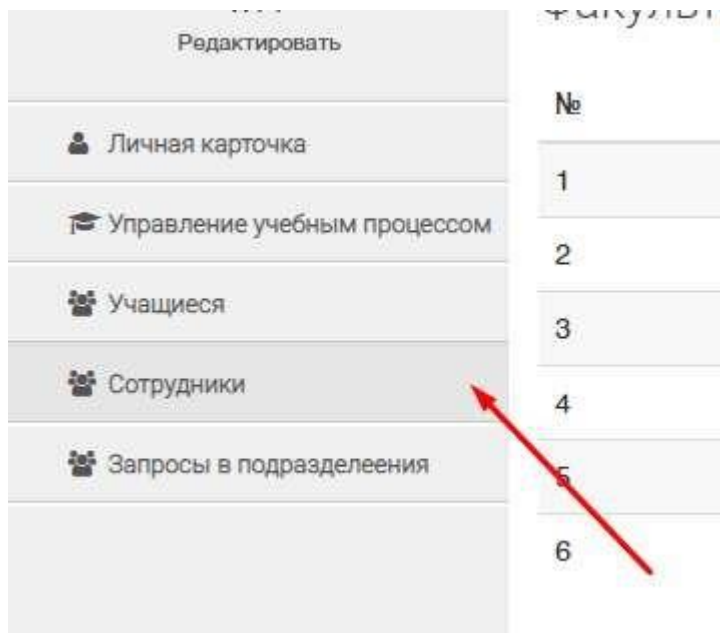 Редактировать
№
Личная карточка
1
Управление учебным процессом
2
Учащиеся
3
Сотрудники
4
Запросы в подразделеения
5
6